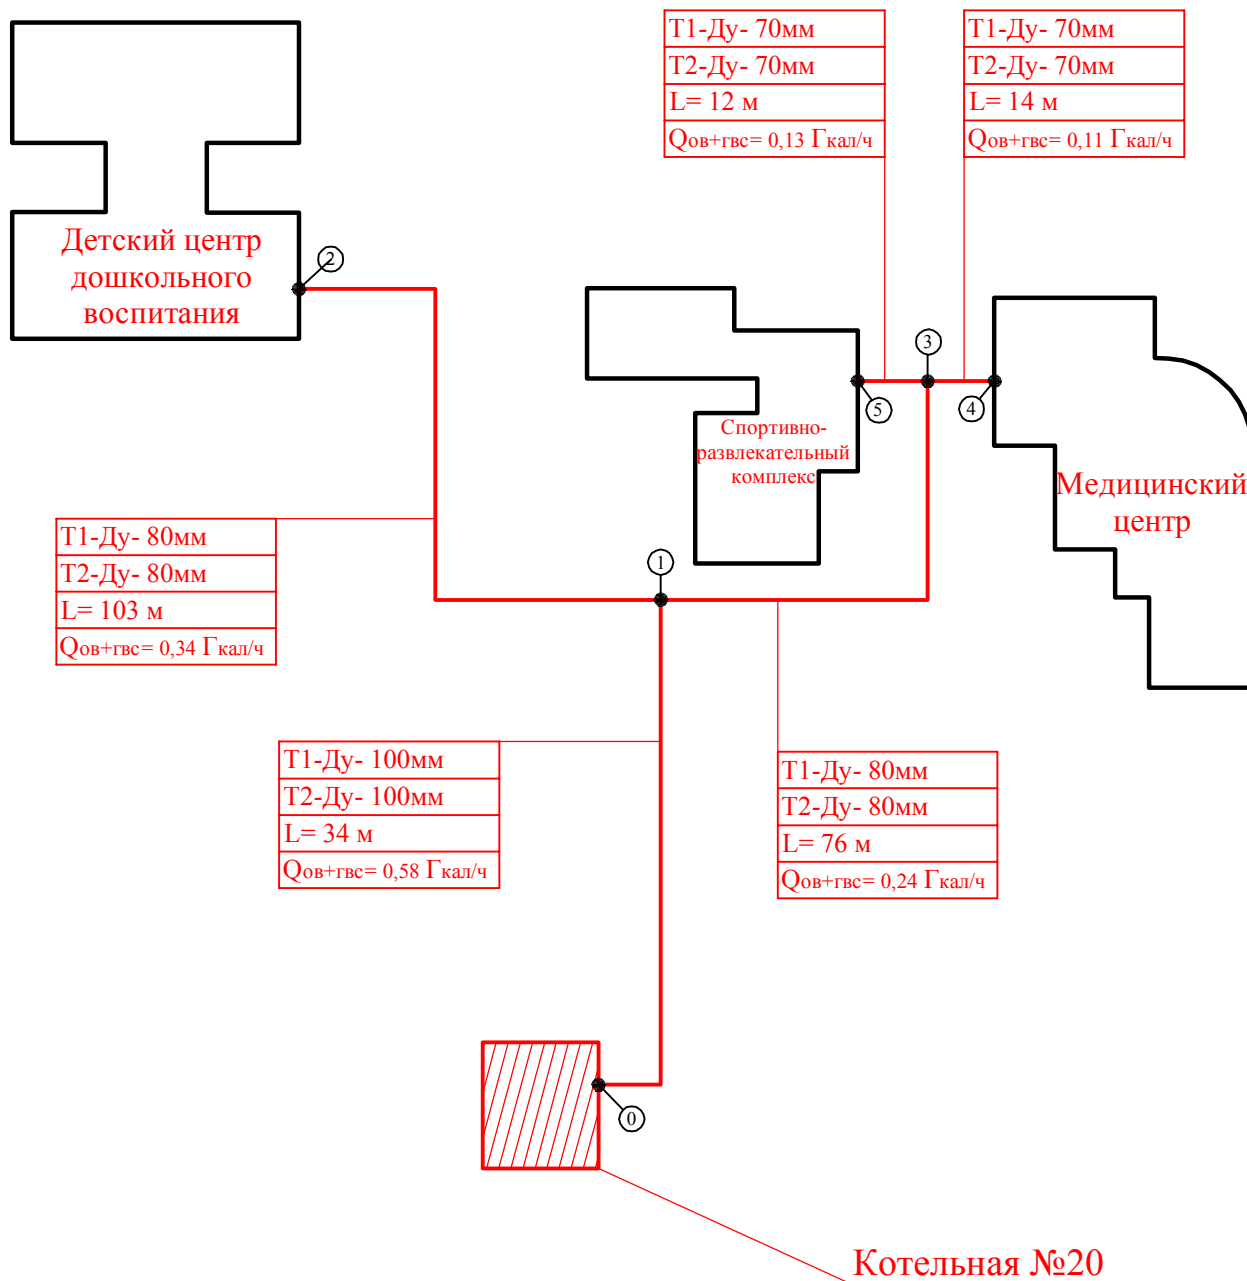 Т1-Ду- 70мм
Т2-Ду- 70мм
L= 12 м
Qов+гвс= 0,13 Гкал/ч
Т1-Ду- 70мм
Т2-Ду- 70мм
L= 14 м
Qов+гвс= 0,11 Гкал/ч
Детский центр
дошкольного
воспитания
2
3
5
4
Спортивно-
развлекательный
комплекс
Медицинский
центр
Т1-Ду- 80мм
Т2-Ду- 80мм
L= 103 м
Qов+гвс= 0,34 Гкал/ч
1
Т1-Ду- 100мм
Т2-Ду- 100мм
L= 34 м
Qов+гвс= 0,58 Гкал/ч
Т1-Ду- 80мм
Т2-Ду- 80мм
L= 76 м
Qов+гвс= 0,24 Гкал/ч
0
Котельная №20